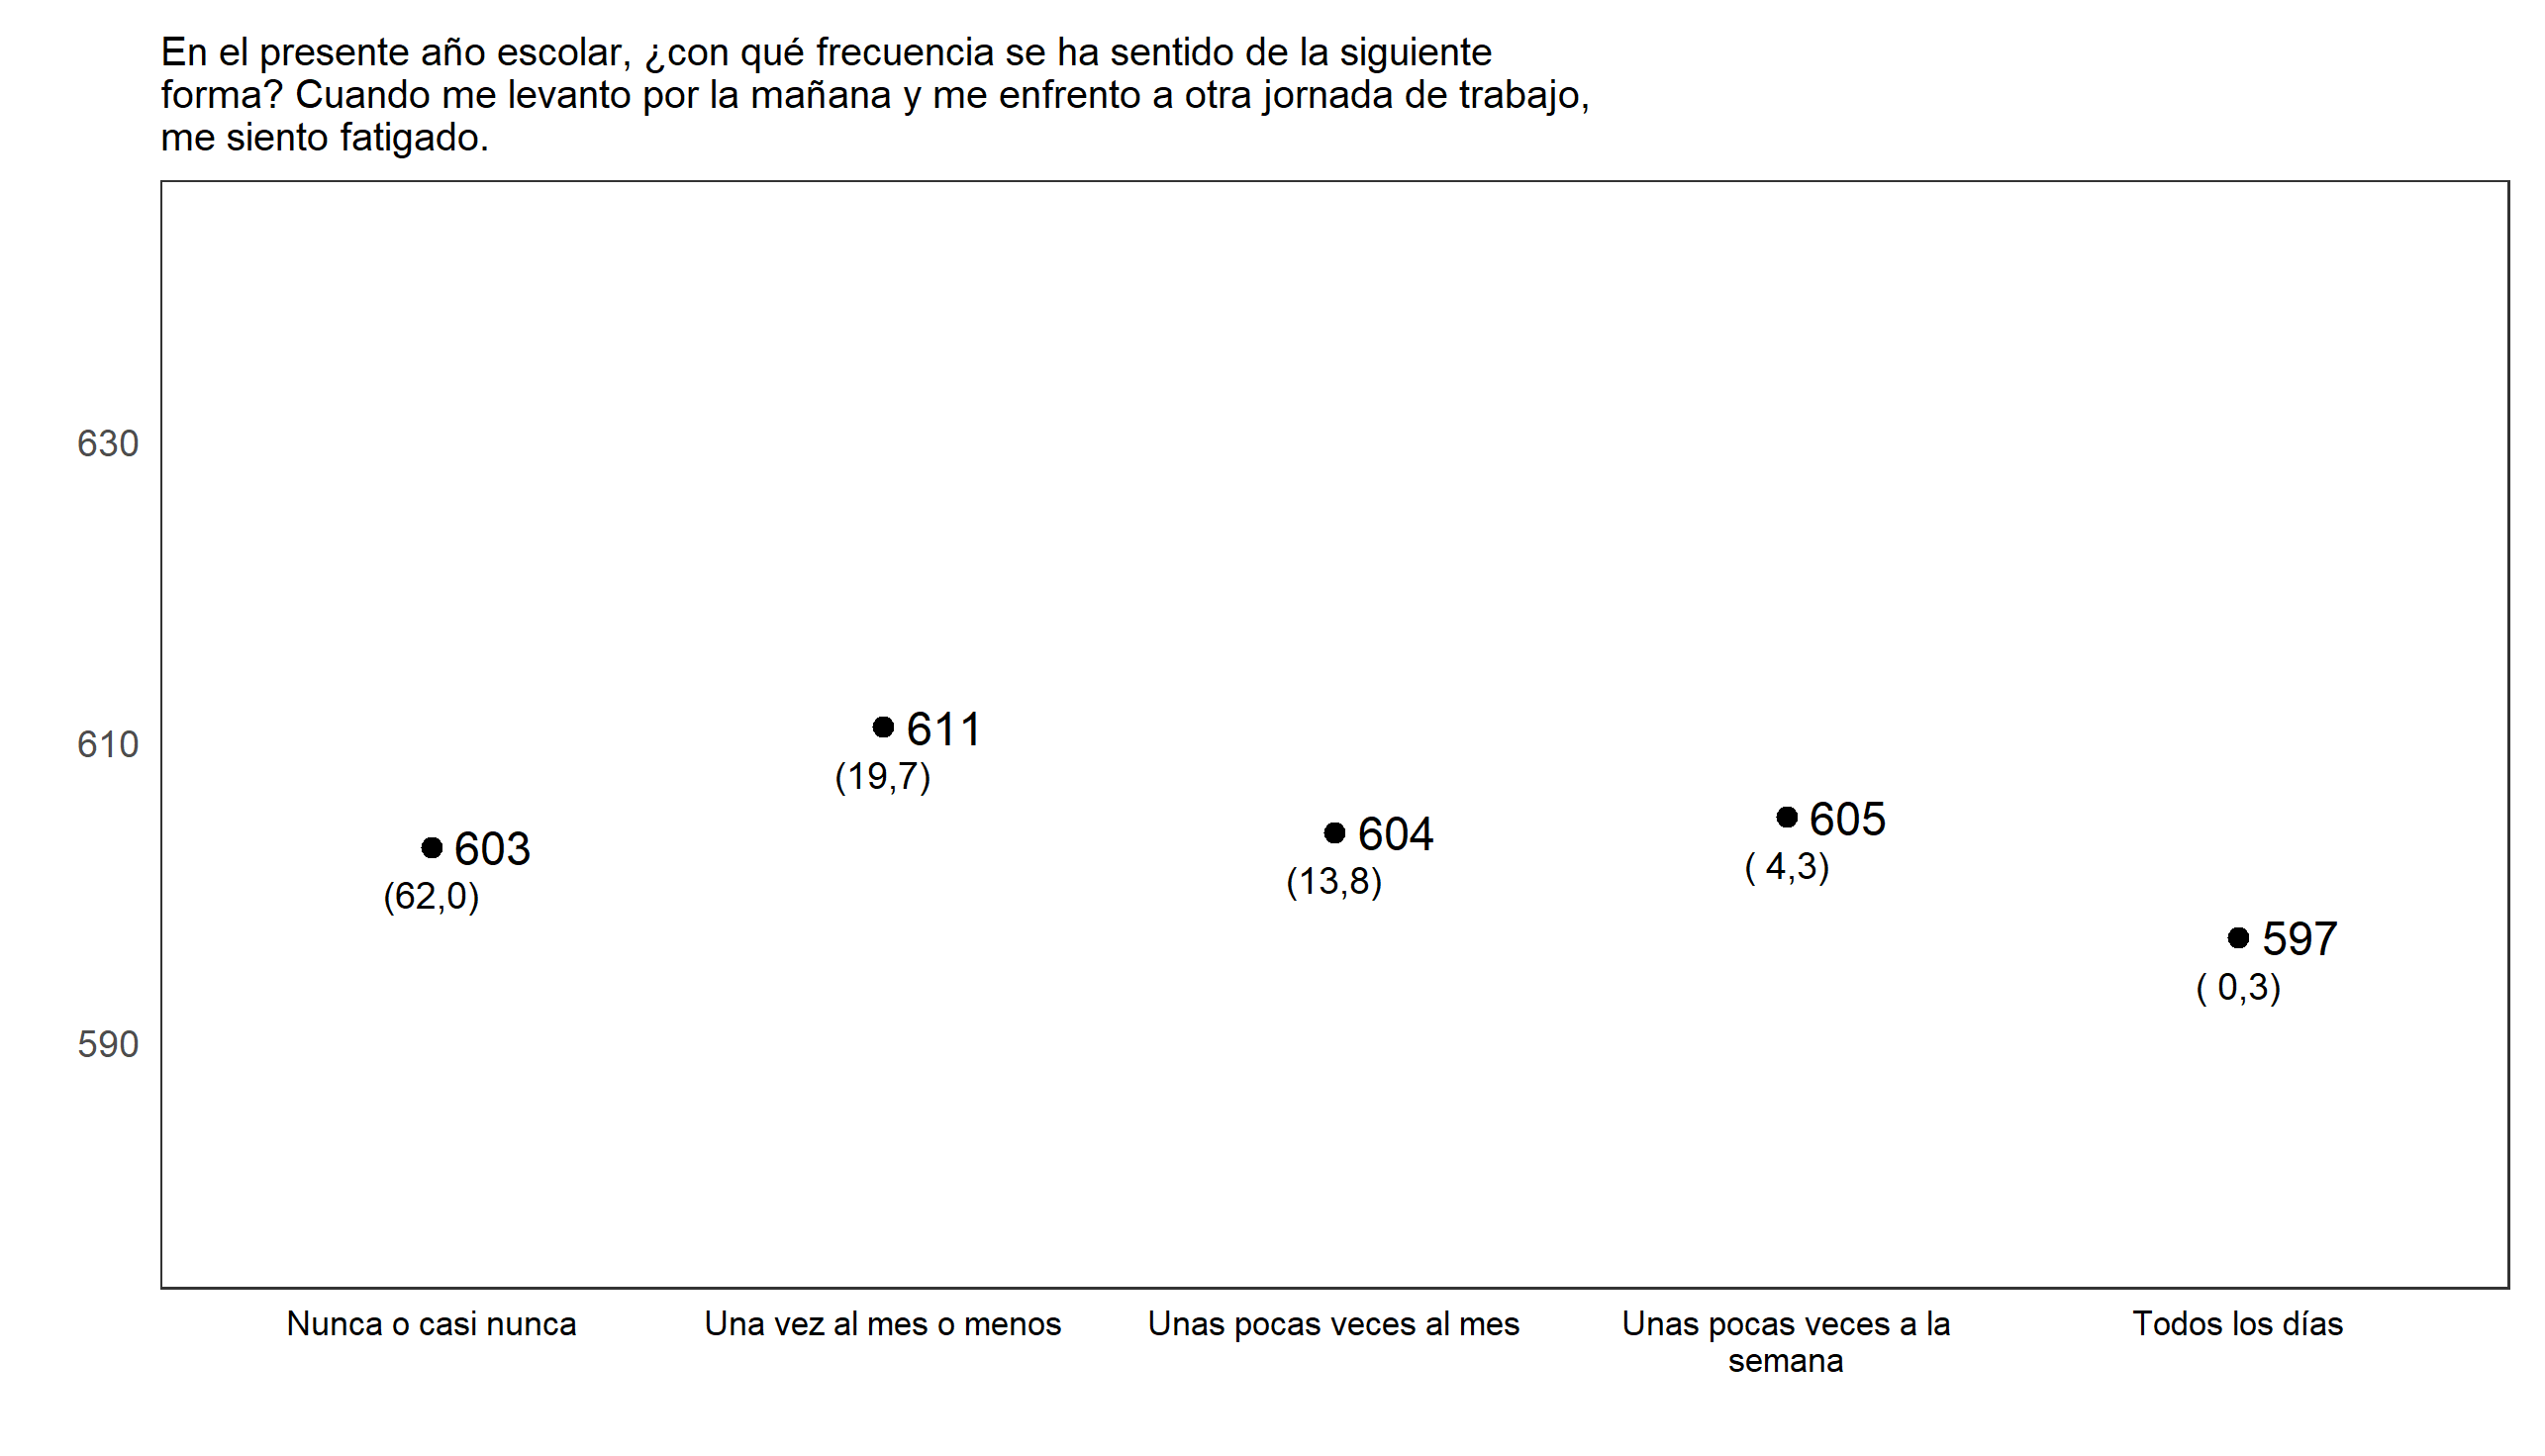 En el presente año escolar, ¿con qué frecuencia se ha sentido de la siguiente
forma? Cuando me levanto por la mañana y me enfrento a otra jornada de trabajo,
me siento fatigado.
630
610
590
603
(62,0)
611
(19,7)
604
(13,8)
605
( 4,3)
597
( 0,3)
Nunca o casi nunca
Una vez al mes o menos
Unas pocas veces al mes
Unas pocas veces a la
semana
Todos los días